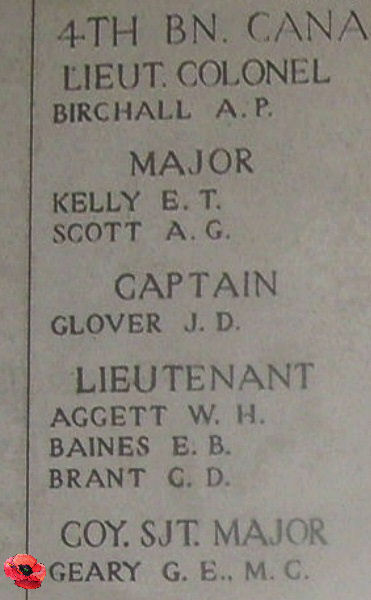 4TH BN. CANA
LIEUT. COLONEL
BIRCHALL A. P.
MAJOR
KELLY E. T.
SCOTT A. G.
CAPTAIN
GLOVER J. D.
LIEUTENANT
AGGETT W. H.
BAINES E. B.
BRANT C. D.
COY. SJT. MAJOR
GEARY G. E., M. C.